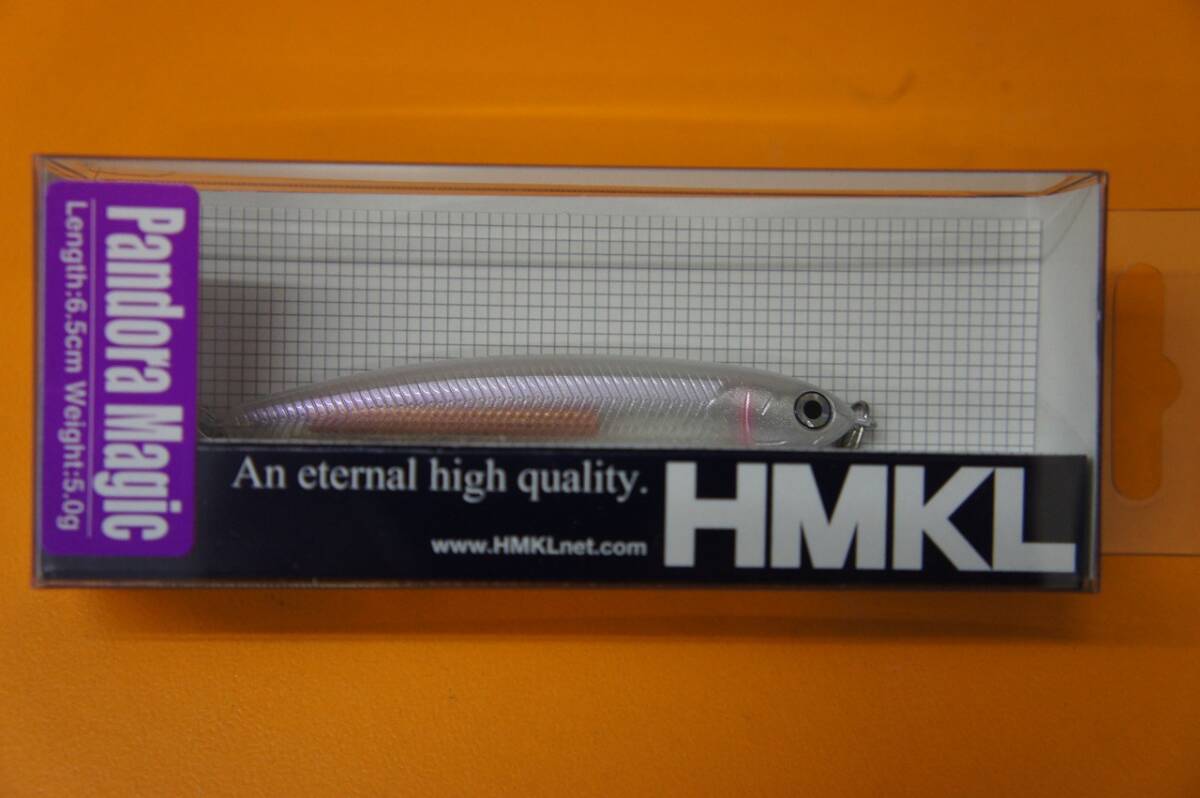 Pandora Magic
Length:6.5cm Weight:5.0g
An eternal high quality.
www.HMKLnet.com
HMKL